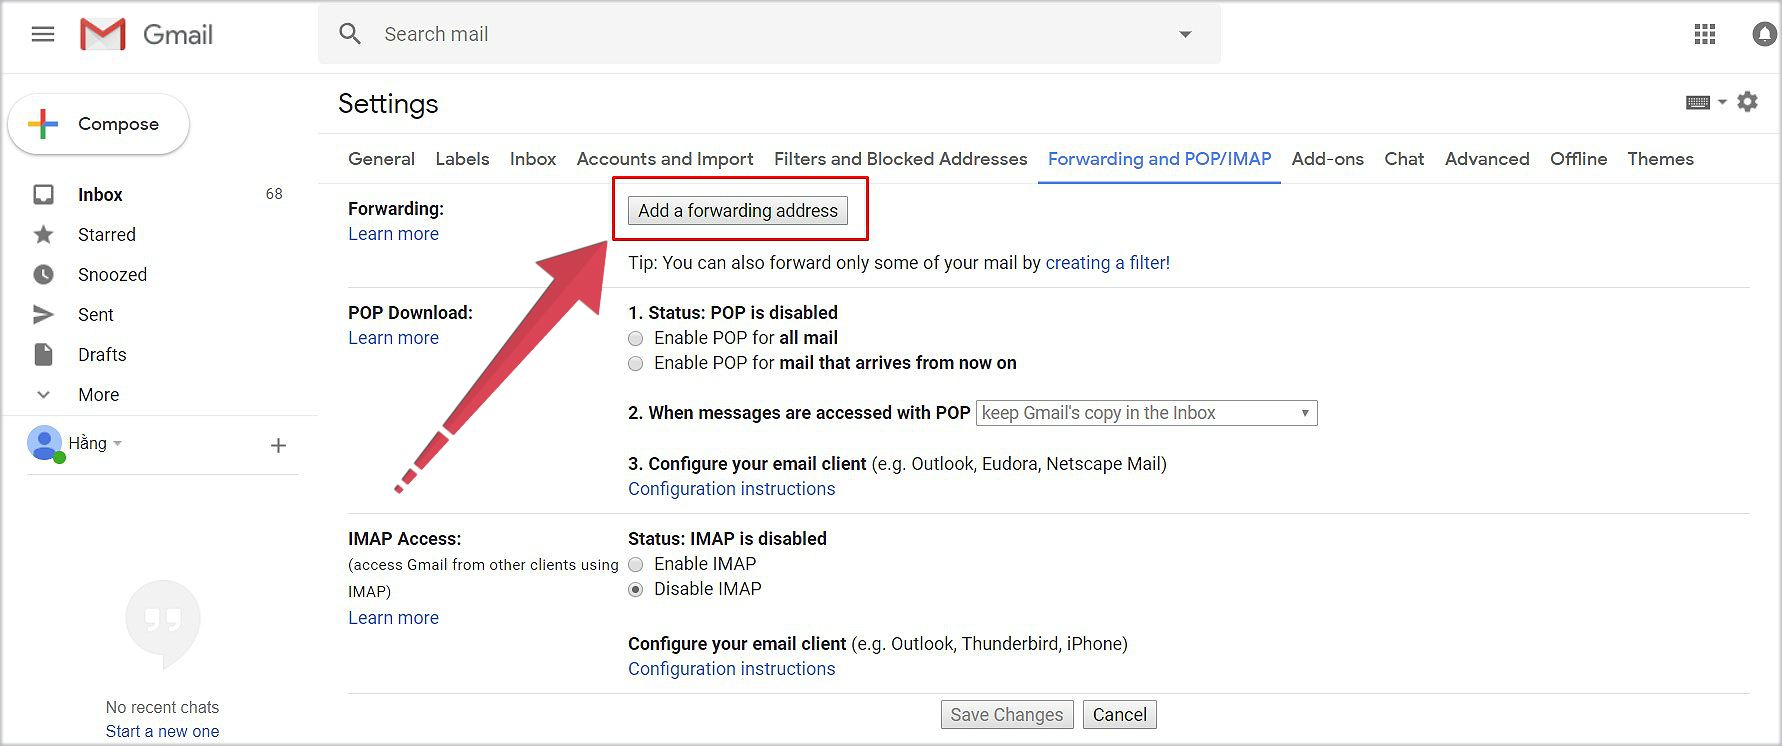 Gmail
Search mail
Compose
Settings
General Labels Inbox Accounts and Import Filters and Blocked Addresses Forwarding and POP/IMAP Add-ons Chat Advanced Offline Themes
Inbox 68
Starred
Snoozed
Sent
Drafts
More
Hằng
No recent chats
Start a new one
Forwarding:
Learn more
Add a forwarding address
Tip: You can also forward only some of your mail by creating a filter!
POP Download:
Learn more
1. Status: POP is disabled
Enable POP for all mail
Enable POP for mail that arrives from now on
2. When messages are accessed with POP keep Gmail's copy in the Inbox
3. Configure your email client (e.g. Outlook, Eudora, Netscape Mail)
Configuration instructions
IMAP Access:
(access Gmail from other clients using
IMAP)
Learn more
Status: IMAP is disabled
Enable IMAP
Disable IMAP
Configure your email client (e.g. Outlook, Thunderbird, iPhone)
Configuration instructions
Save Changes Cancel